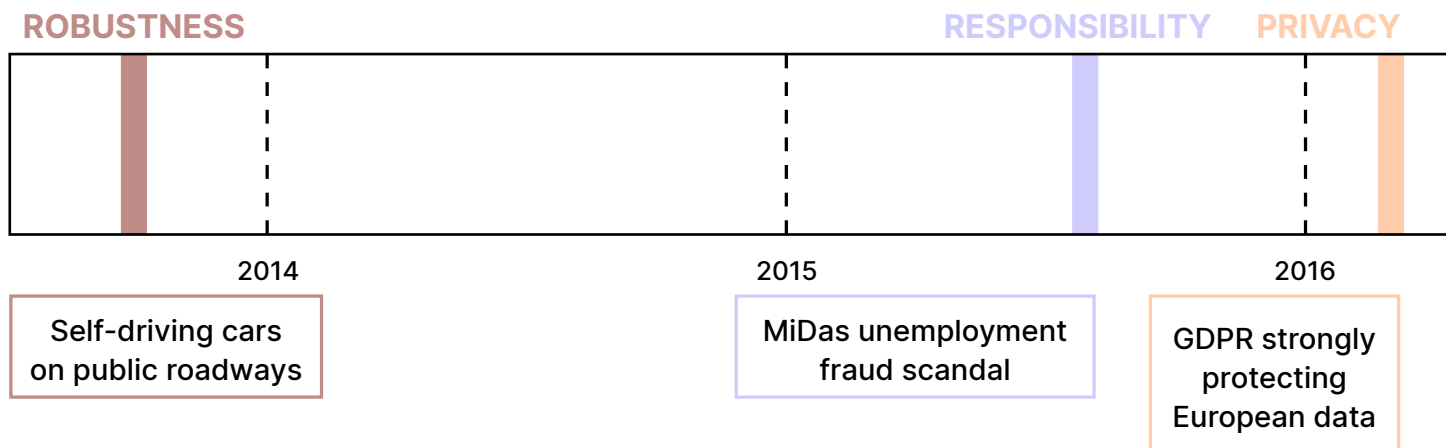 ROBUSTNESS
RESPONSIBILITY
PRIVACY
2014
2015
2016
Self-driving cars
on public roadways
MiDas unemployment
fraud scandal
GDPR strongly
protecting
European data